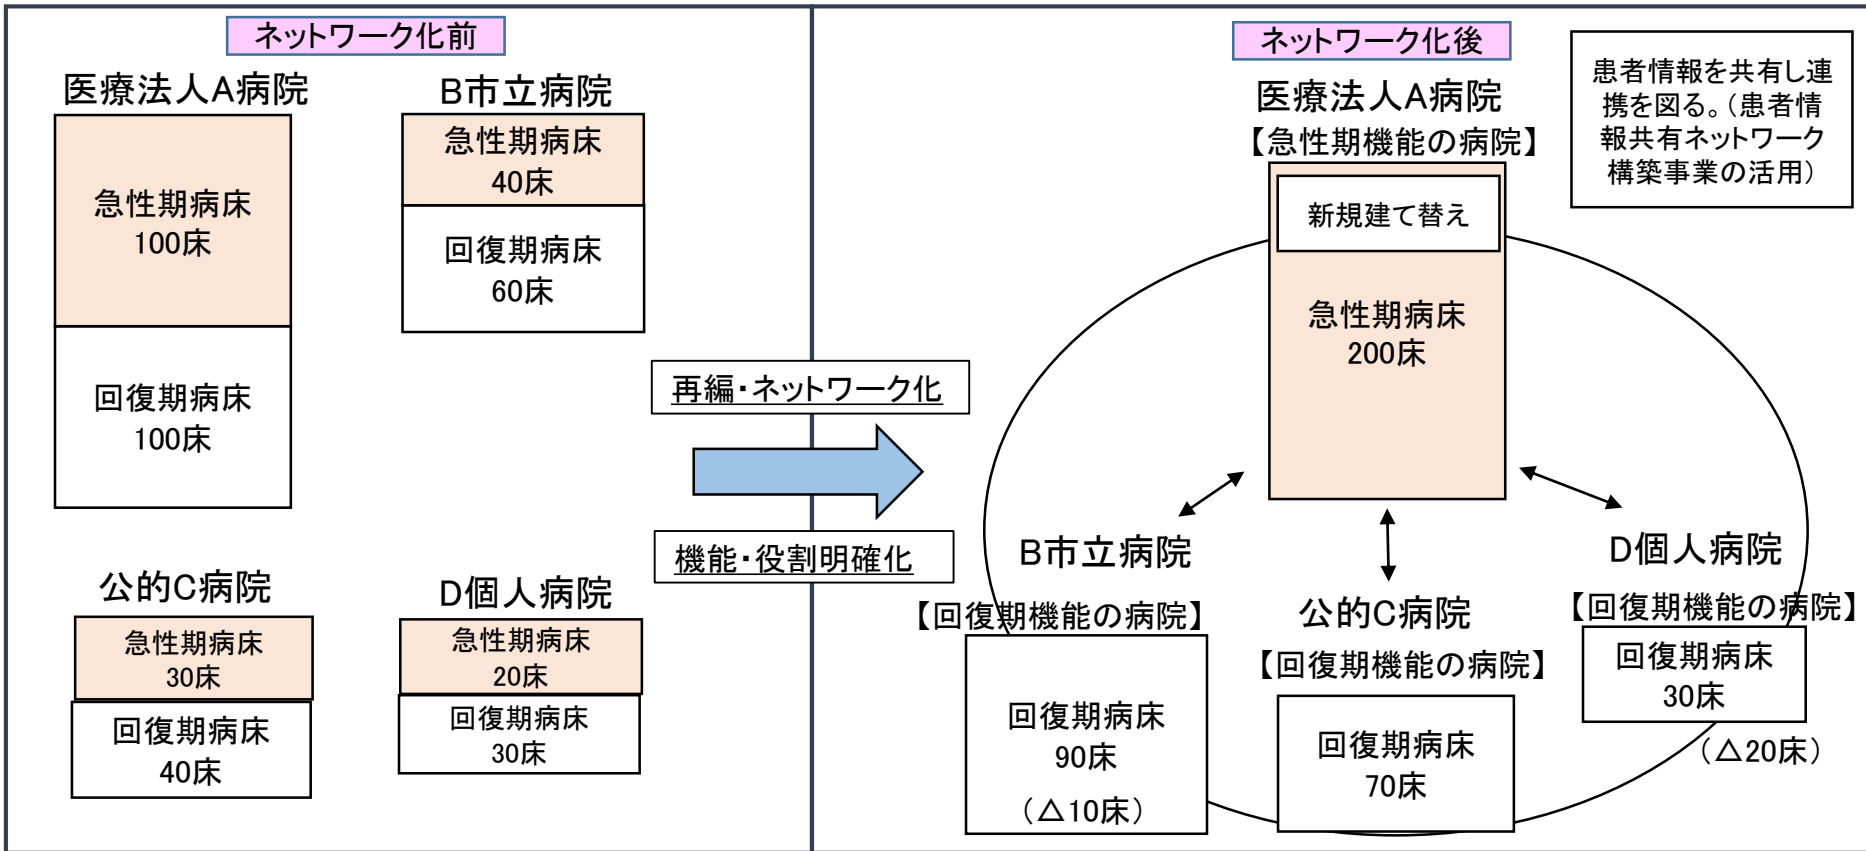 ネットワーク化前
医療法人A病院
急性期病床
100床
回復期病床
100床
B市立病院
急性期病床
40床
回復期病床
60床
公的C病院
急性期病床
30床
回復期病床
40床
D個人病院
急性期病床
20床
回復期病床
30床
再編・ネットワーク化
機能・役割明確化
ネットワーク化後
患者情報を共有し連
携を図る。（患者情
報共有ネットワーク
構築事業の活用）
医療法人A病院
【急性期機能の病院】
新規建て替え
急性期病床
200床
B市立病院
【回復期機能の病院】
回復期病床
90床
（△10床）
公的C病院
【回復期機能の病院】
回復期病床
70床
D個人病院
【回復期機能の病院】
回復期病床
30床
（△20床）